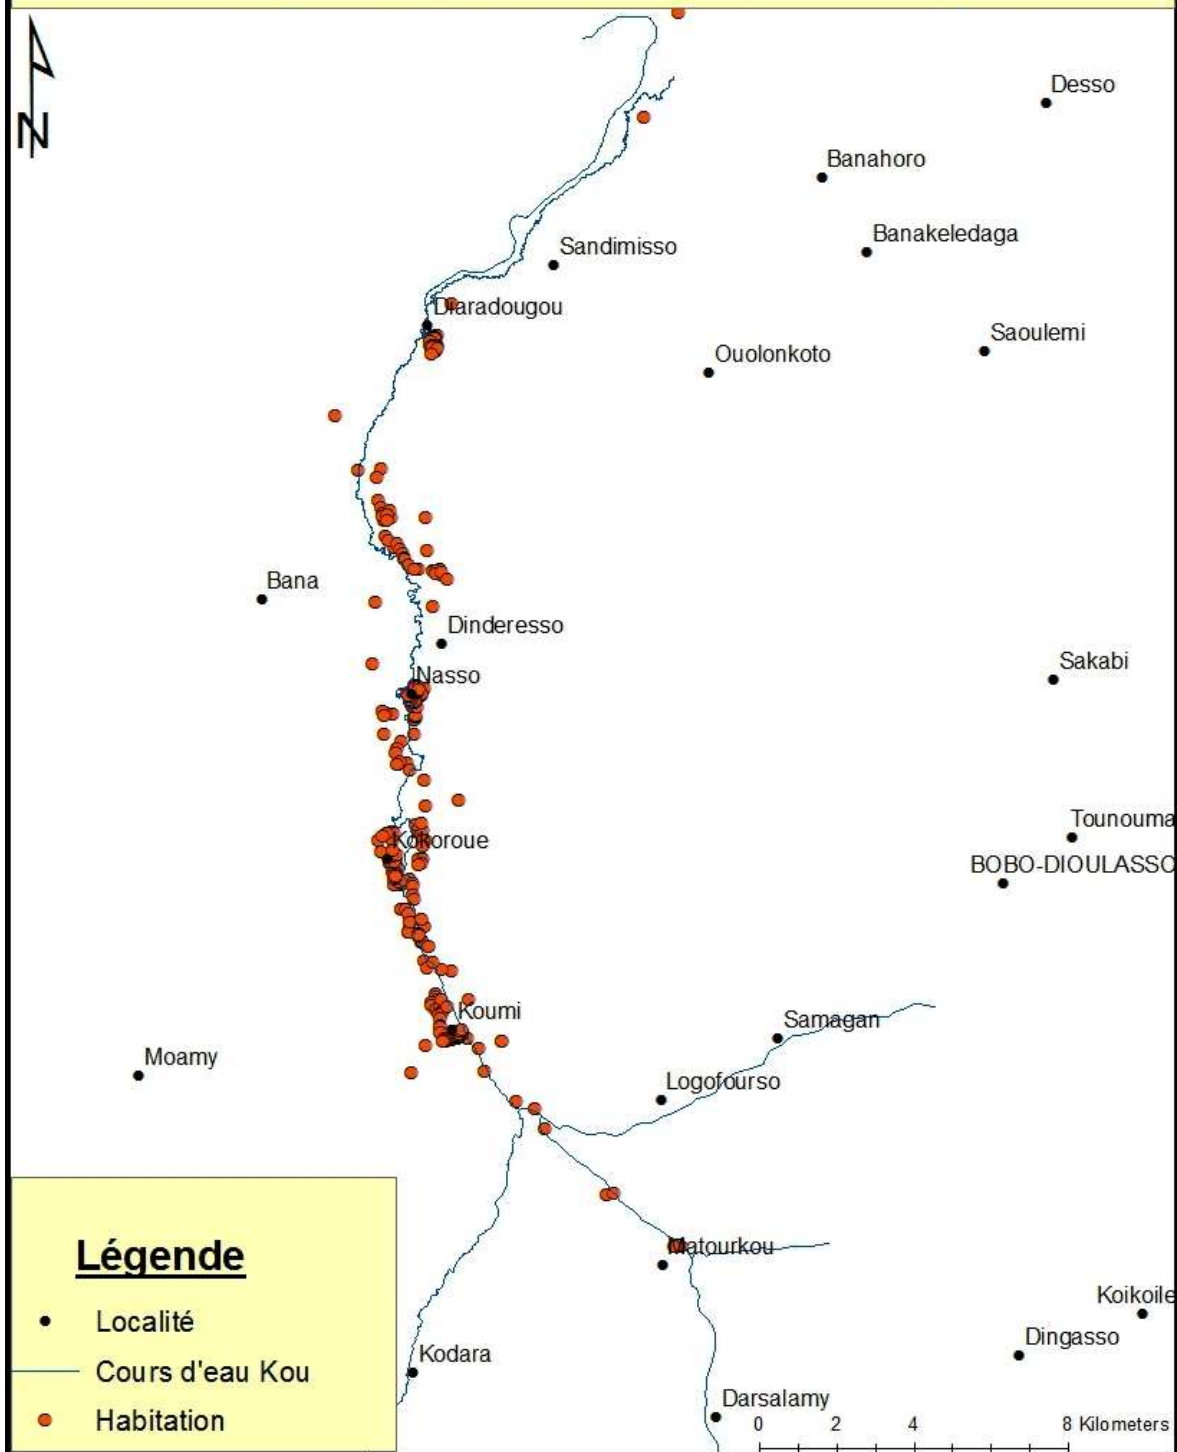 N
Desso
Banahoro
Banakeledaga
Sandimisso
Diaradougou
Saoulemi
Ouolonkoto
Bana
Dinderesso
Sakabi
Nasso
Tounouma
Kokoroue
BOBO-DIOULASSO
Koumi
Samagan
Moamy
Logofourso
Matourkou
Légende
Koikoile
Localité
Dingasso
Kodara
Cours d'eau Kou
Darsalamy
Habitation
0 2 4 8 Kilometers